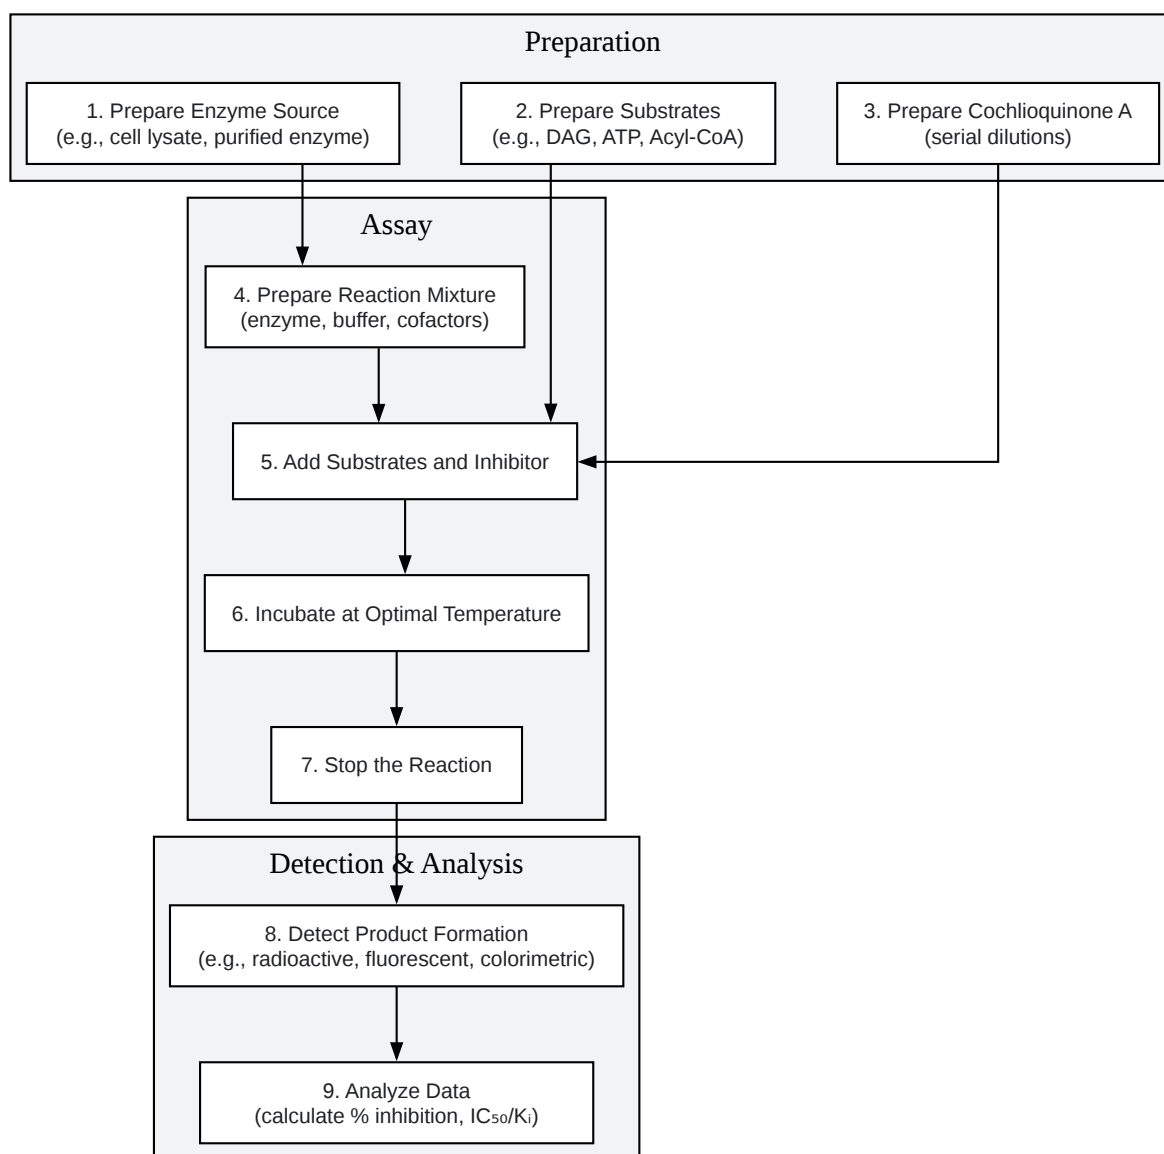 Preparation
1. Prepare Enzyme Source
(e.g., cell lysate, purified enzyme)
2. Prepare Substrates
(e.g., DAG, ATP, Acyl-CoA)
3. Prepare Cochlioquinone A
(serial dilutions)
Assay
4. Prepare Reaction Mixture
(enzyme, buffer, cofactors)
5. Add Substrates and Inhibitor
6. Incubate at Optimal Temperature
7. Stop the Reaction
Detection & Analysis
8. Detect Product Formation
(e.g., radioactive, fluorescent, colorimetric)
9. Analyze Data
(calculate % inhibition, IC₅₀/Kᵢ)